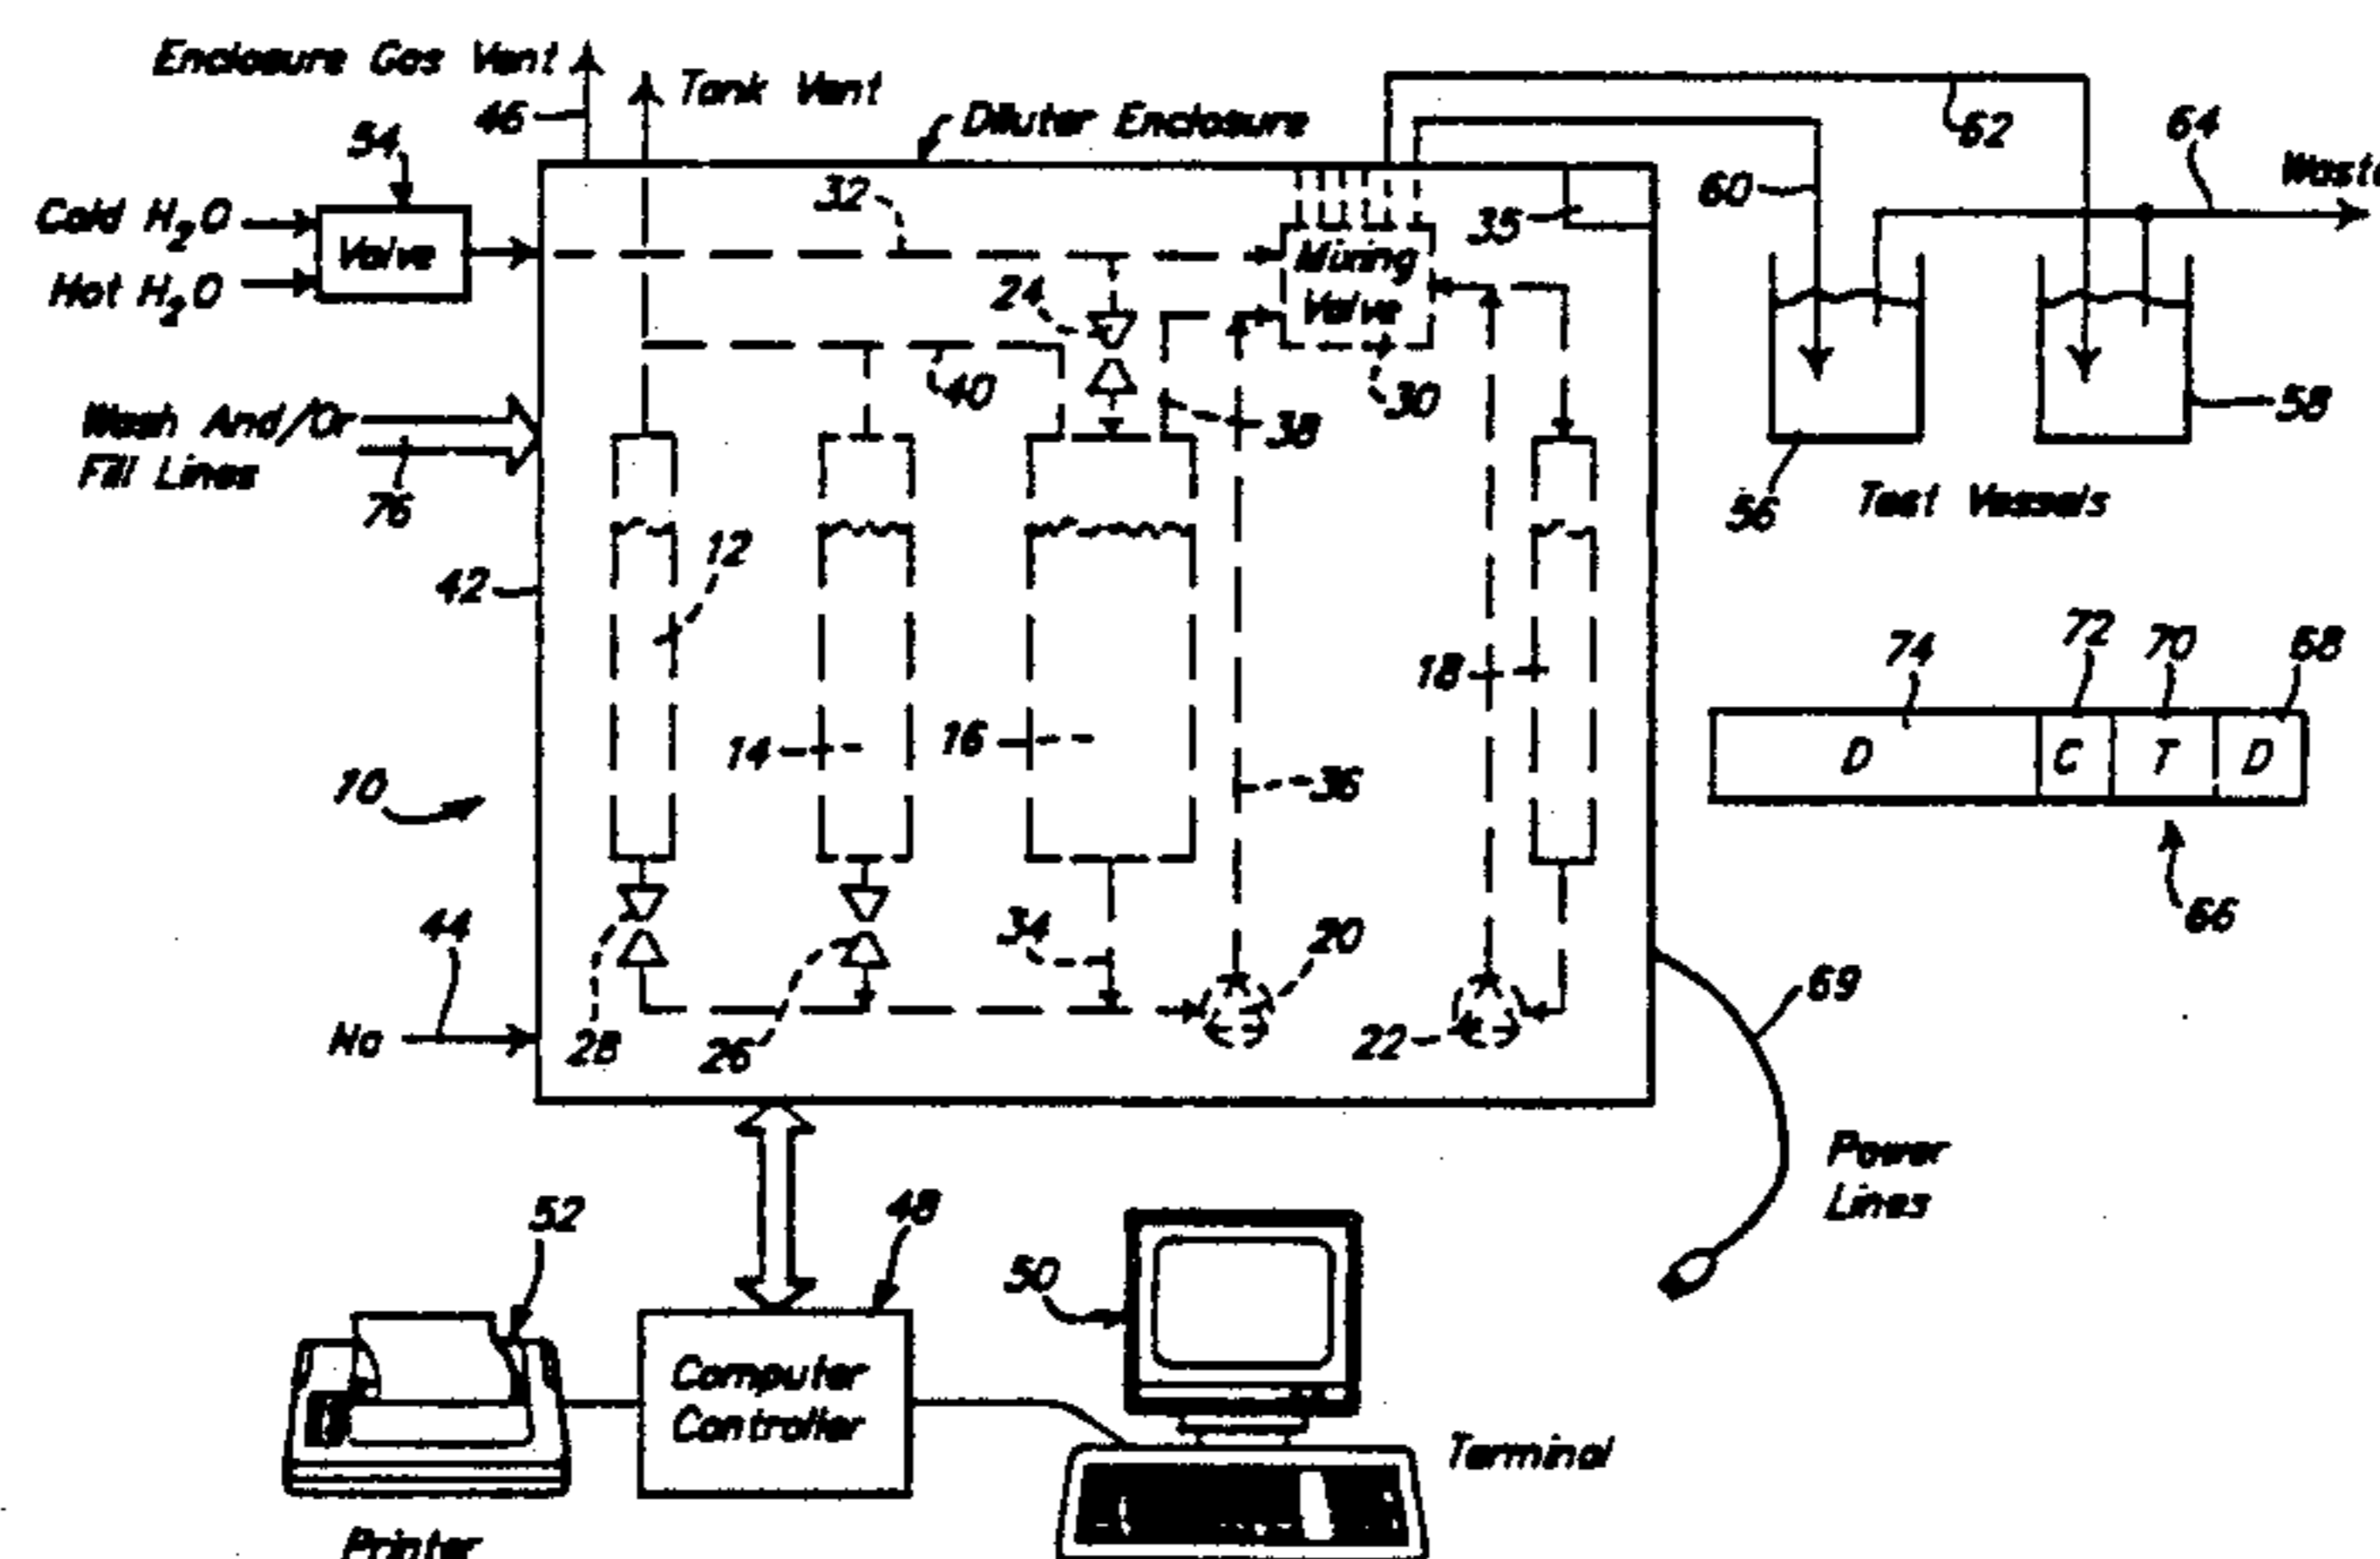 Enclosure Gas Vent
46
Tank Vent
Diluter Enclosure
62
64
54
32
60
Waste
Cold H2O
Valve
35
Hot H2O
Mixing
Valve
24
40
38
30
58
Wash And/Or
Fill Lines
76
56
Test Vessels
12
42
74
72
70
68
18
14
16
36
D
C
T
D
10
66
44
34
20
69
28
26
22
Power
Lines
52
48
50
Computer
Controller
Terminal
Printer